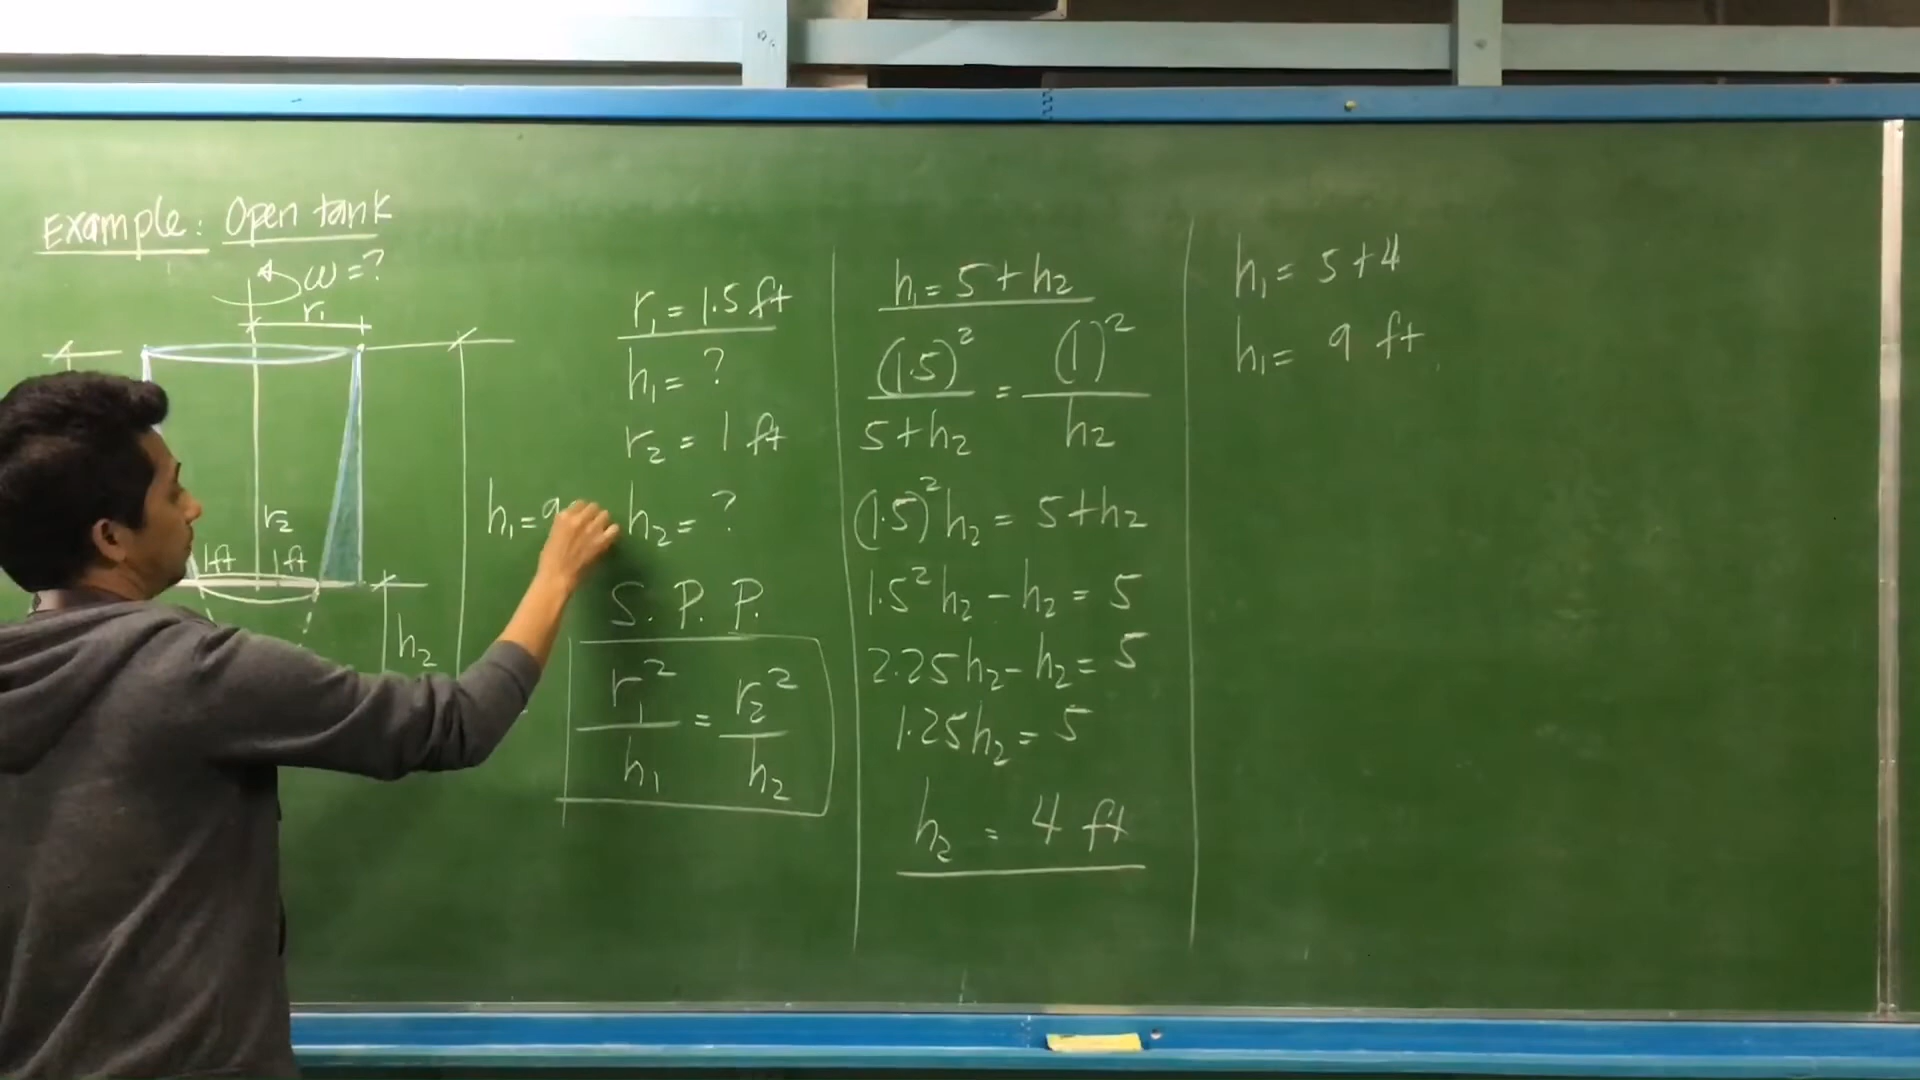 Example: Open tank
ω = ?
r₁
r₂
1ft 1ft
h₂
h₁ = 9
r₁ = 1.5 ft
h₁ = ?
r₂ = 1 ft
h₂ = ?
S. P. P.
r₁²/h₁ = r₂²/h₂
h₁ = 5 + h₂
(1.5)²/(5 + h₂) = (1)²/h₂
(1.5)² h₂ = 5 + h₂
1.5² h₂ - h₂ = 5
2.25 h₂ - h₂ = 5
1.25 h₂ = 5
h₂ = 4 ft
h₁ = 5 + 4
h₁ = 9 ft